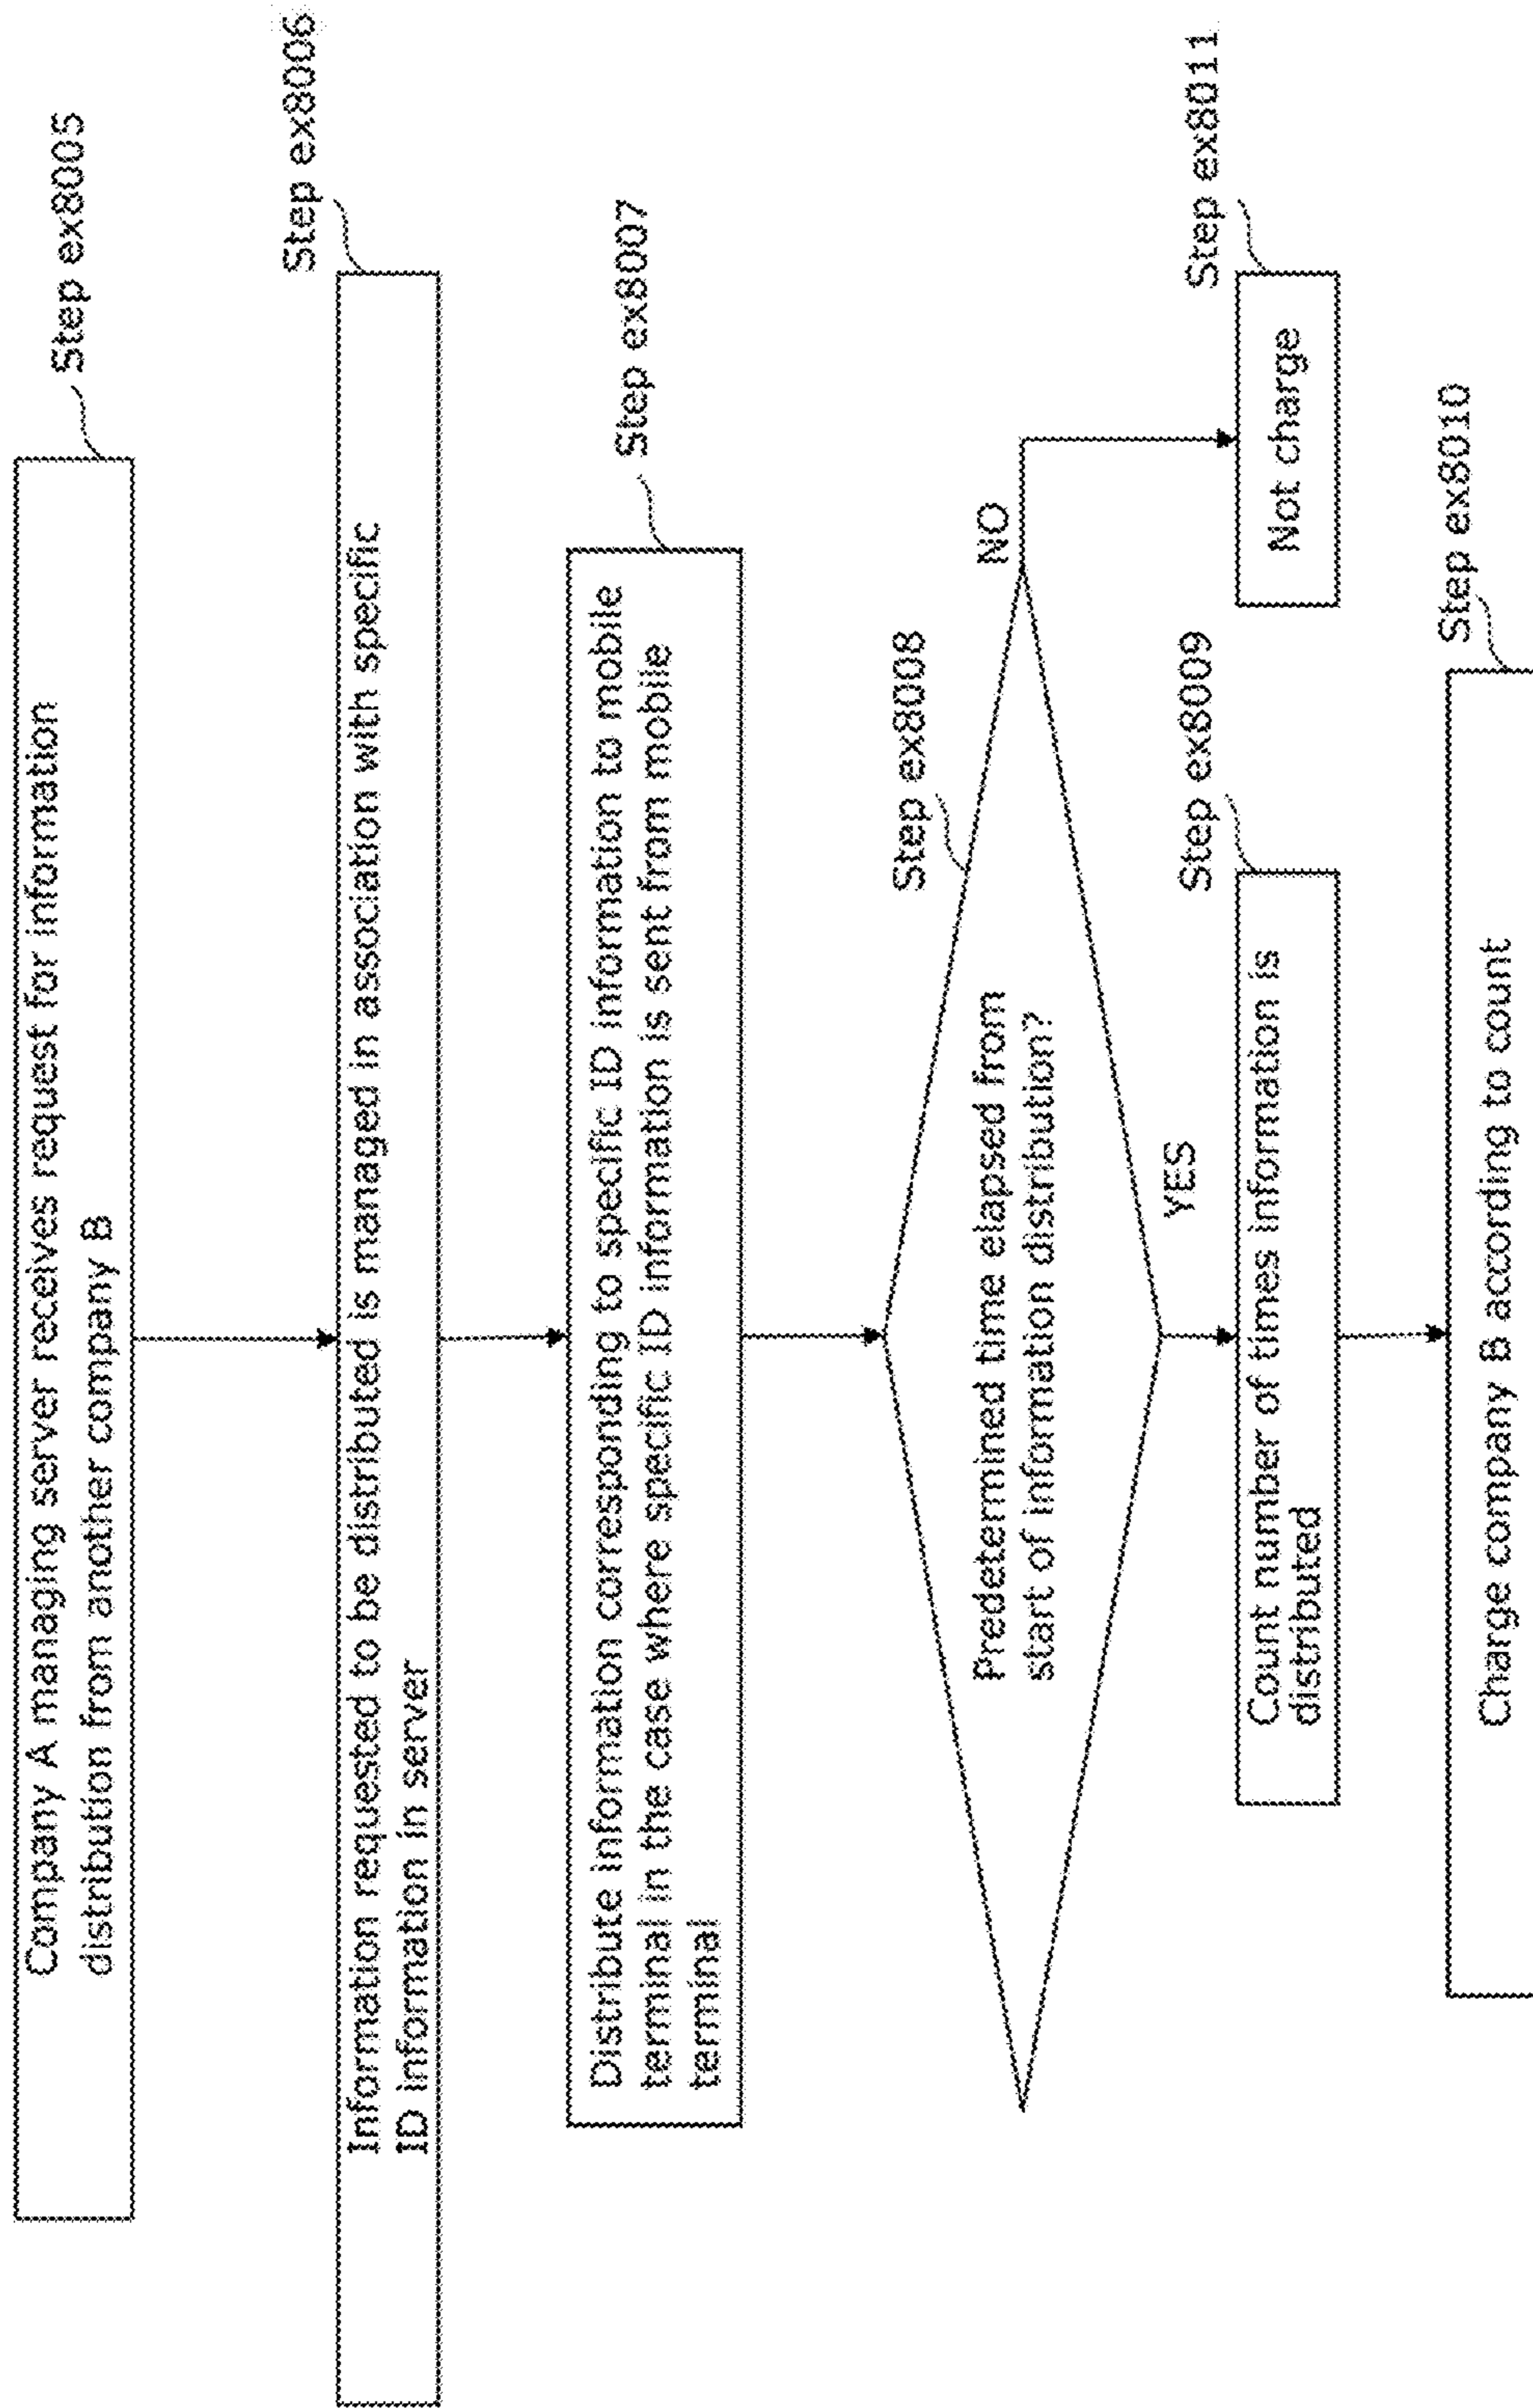 Step ex8005
Company A managing server receives request for information
distribution from another company B
Step ex8006
Information requested to be distributed is managed in association with specific
ID information in server
Step ex8007
Distribute information corresponding to specific ID information to mobile
terminal in the case where specific ID information is sent from mobile
terminal
Step ex8008
Predetermined time elapsed from
start of information distribution?
NO
YES
Step ex8009
Count number of times information is
distributed
Step ex8011
Not charge
Step ex8010
Charge company B according to count